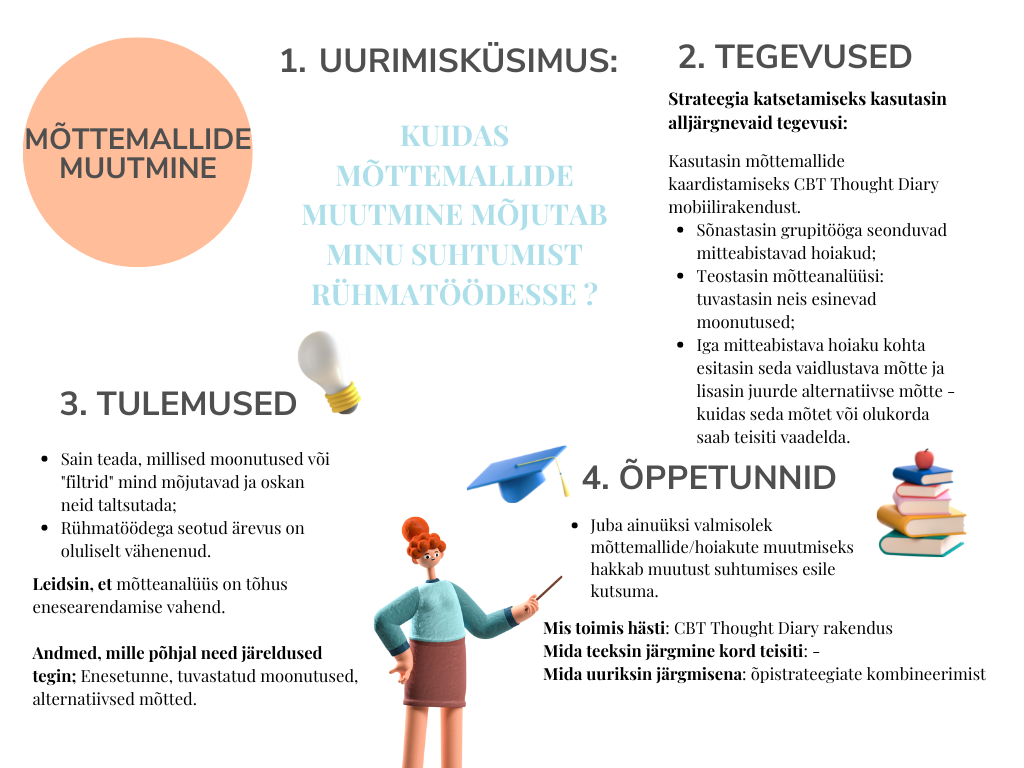 MÕTTEMALLIDE
MUUTMINE
1. UURIMISKÜSIMUS:
KUIDAS
MÕTTEMALLIDE
MUUTMINE MÕJUTAB
MINU SUHTUMIST
RÜHMATÖÖDESSE ?
2. TEGEVUSED
Strateegia katsetamiseks kasutasin
alljärgnevaid tegevusi:
Kasutasin mõttemallide
kaardistamiseks CBT Thought Diary
mobiilirakendust.
• Sõnastasin grupitööga seonduvad
mitteabistavad hoiakud;
• Teostasin mõtteanalüüsi:
tuvastasin neis esinevad
moonutused;
• Iga mitteabistava hoiaku kohta
esitasin seda vaidlustava mõtte ja
lisasin juurde alternatiivse mõtte -
kuidas seda mõtet või olukorda
saab teisiti vaadelda.
3. TULEMUSED
• Sain teada, millised moonutused või
"filtrid" mind mõjutavad ja oskan
neid taltsutada;
• Rühmatöödega seotud ärevus on
oluliselt vähenenud.
Leidsin, et mõtteanalüüs on tõhus
enesearendamise vahend.
Andmed, mille põhjal need järeldused
tegin; Enesetunne, tuvastatud moonutused,
alternatiivsed mõtted.
4. ÕPPETUNNID
• Juba ainuüksi valmisolek
mõttemallide/hoiakute muutmiseks
hakkab muutust suhtumises esile
kutsuma.
Mis toimis hästi: CBT Thought Diary rakendus
Mida teeksin järgmine kord teisiti: -
Mida uuriksin järgmisena: õpistrateegiate kombineerimist